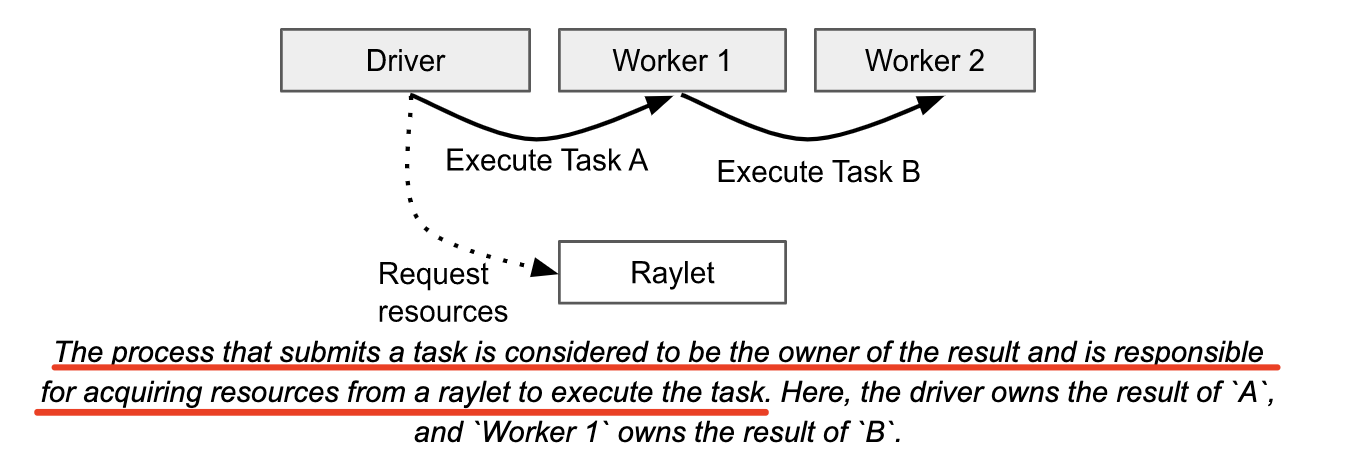 Driver
Worker 1
Worker 2
Execute Task A
Execute Task B
Request
resources
Raylet
The process that submits a task is considered to be the owner of the result and is responsible
for acquiring resources from a raylet to execute the task. Here, the driver owns the result of `A`,
and `Worker 1` owns the result of `B`.